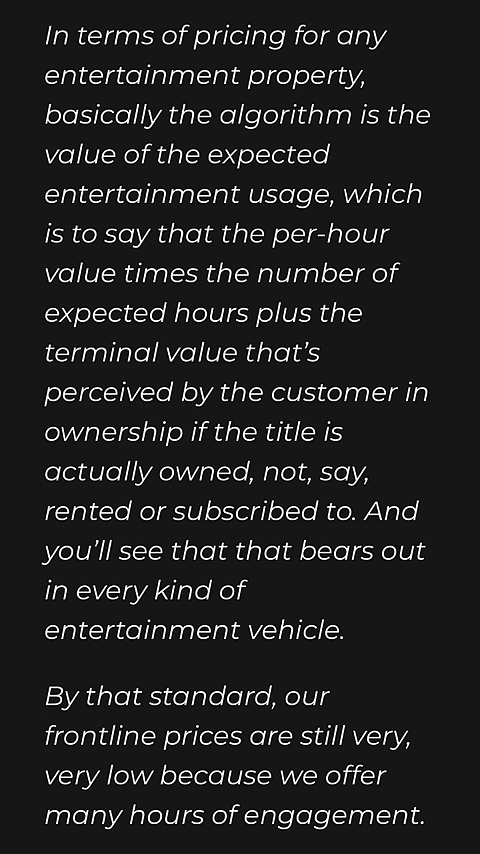 In terms of pricing for any
entertainment property,
basically the algorithm is the
value of the expected
entertainment usage, which
is to say that the per-hour
value times the number of
expected hours plus the
terminal value that’s
perceived by the customer in
ownership if the title is
actually owned, not, say,
rented or subscribed to. And
you’ll see that that bears out
in every kind of
entertainment vehicle.
By that standard, our
frontline prices are still very,
very low because we offer
many hours of engagement.